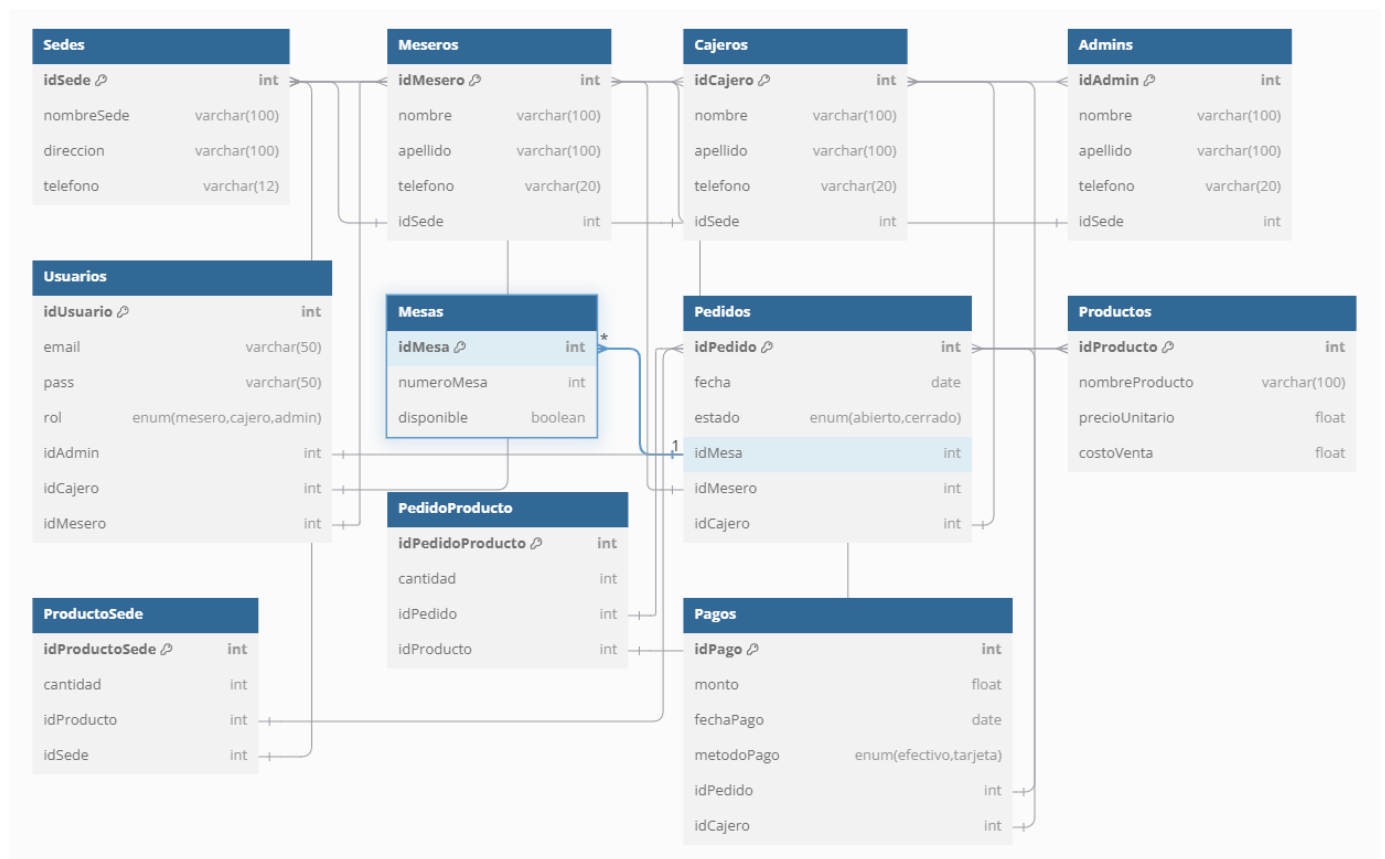 Sedes
idSede int
nombreSede varchar(100)
direccion varchar(100)
telefono varchar(12)
Meseros
idMesero int
nombre varchar(100)
apellido varchar(100)
telefono varchar(20)
idSede int
Cajeros
idCajero int
nombre varchar(100)
apellido varchar(100)
telefono varchar(20)
idSede int
Admins
idAdmin int
nombre varchar(100)
apellido varchar(100)
telefono varchar(20)
idSede int
Usuarios
idUsuario int
email varchar(50)
pass varchar(50)
rol enum(mesero,cajero,admin)
idAdmin int
idCajero int
idMesero int
Mesas
idMesa int
numeroMesa int
disponible boolean
*
1
Pedidos
idPedido int
fecha date
estado enum(abierto,cerrado)
idMesa int
idMesero int
idCajero int
Productos
idProducto int
nombreProducto varchar(100)
precioUnitario float
costoVenta float
PedidoProducto
idPedidoProducto int
cantidad int
idPedido int
idProducto int
ProductoSede
idProductoSede int
cantidad int
idProducto int
idSede int
Pagos
idPago int
monto float
fechaPago date
metodoPago enum(efectivo,tarjeta)
idPedido int
idCajero int